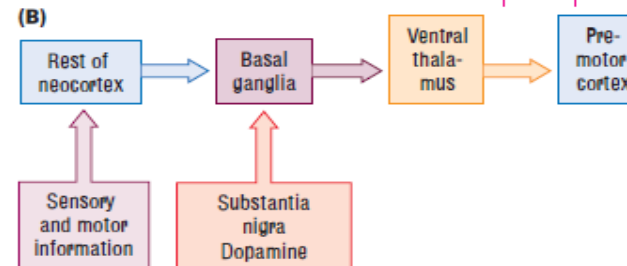 (B)
Rest of
neocortex
Basal
ganglia
Ventral
thala-
mus
Pre-
motor
cortex
Sensory
and motor
information
Substantia
nigra
Dopamine